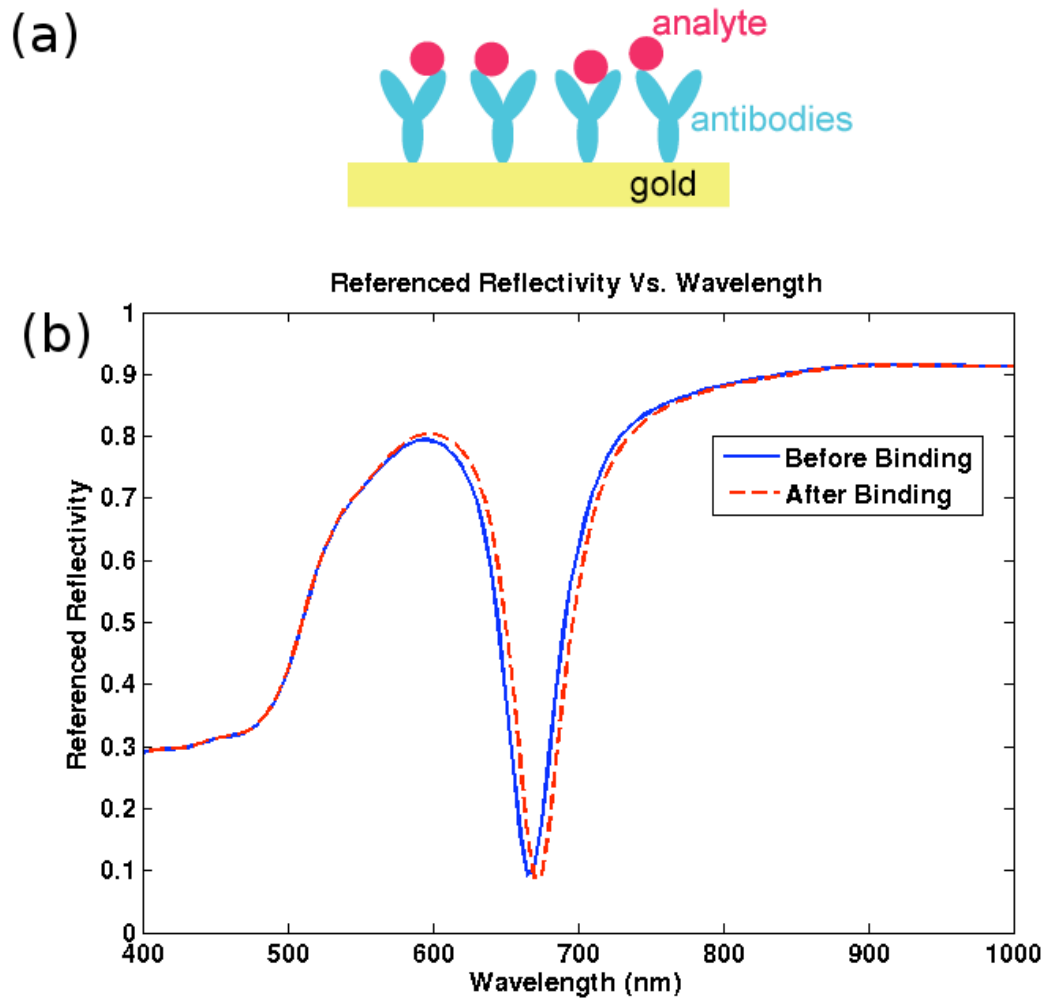 (a)
analyte
antibodies
gold
Referenced Reflectivity Vs. Wavelength
(b)
1
0.9
0.8
0.7
0.6
0.5
0.4
0.3
0.2
0.1
0
Referenced Reflectivity
Before Binding
After Binding
400 500 600 700 800 900 1000
Wavelength (nm)